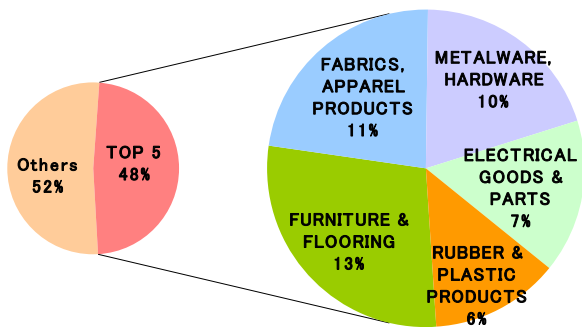 Others
52%
TOP 5
48%
FABRICS,
APPAREL
PRODUCTS
11%
METALWARE,
HARDWARE
10%
ELECTRICAL
GOODS &
PARTS
7%
FURNITURE &
FLOORING
13%
RUBBER &
PLASTIC
PRODUCTS
6%